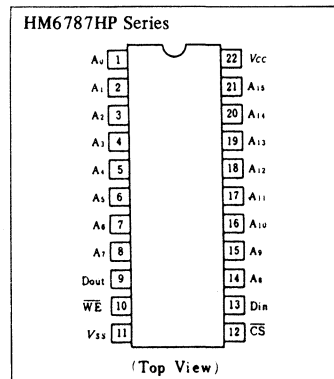 HM6787HP Series
A₀ 1 22 Vcc
A₁ 2 21 A₁₅
A₂ 3 20 A₁₄
A₃ 4 19 A₁₃
A₄ 5 18 A₁₂
A₅ 6 17 A₁₁
A₆ 7 16 A₁₀
A₇ 8 15 A₉
Dout 9 14 A₈
W̅E̅ 10 13 Din
Vss 11 12 C̅S̅
(Top View)